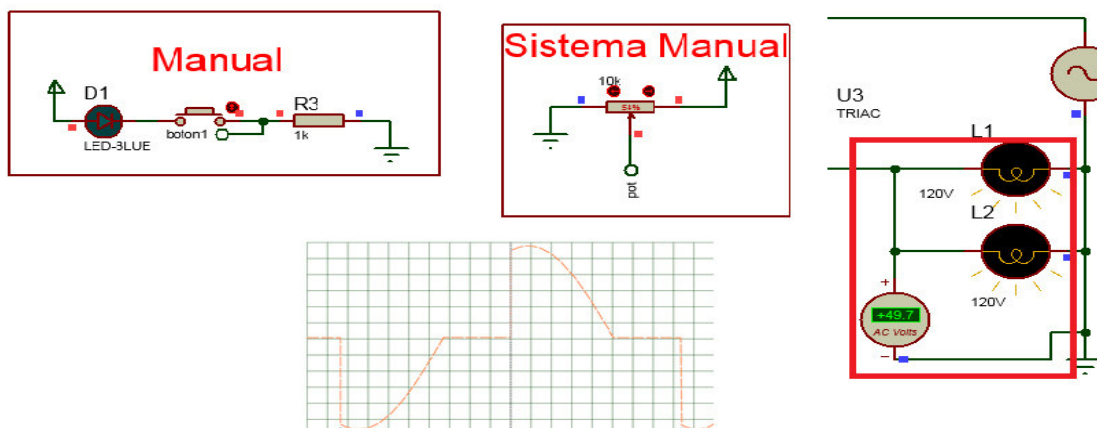 Manual
D1
LED-BLUE
boton1
R3
1k
Sistema Manual
10k
54%
pot
U3
TRIAC
L1
120V
L2
120V
+
+49.7
AC Volts
−